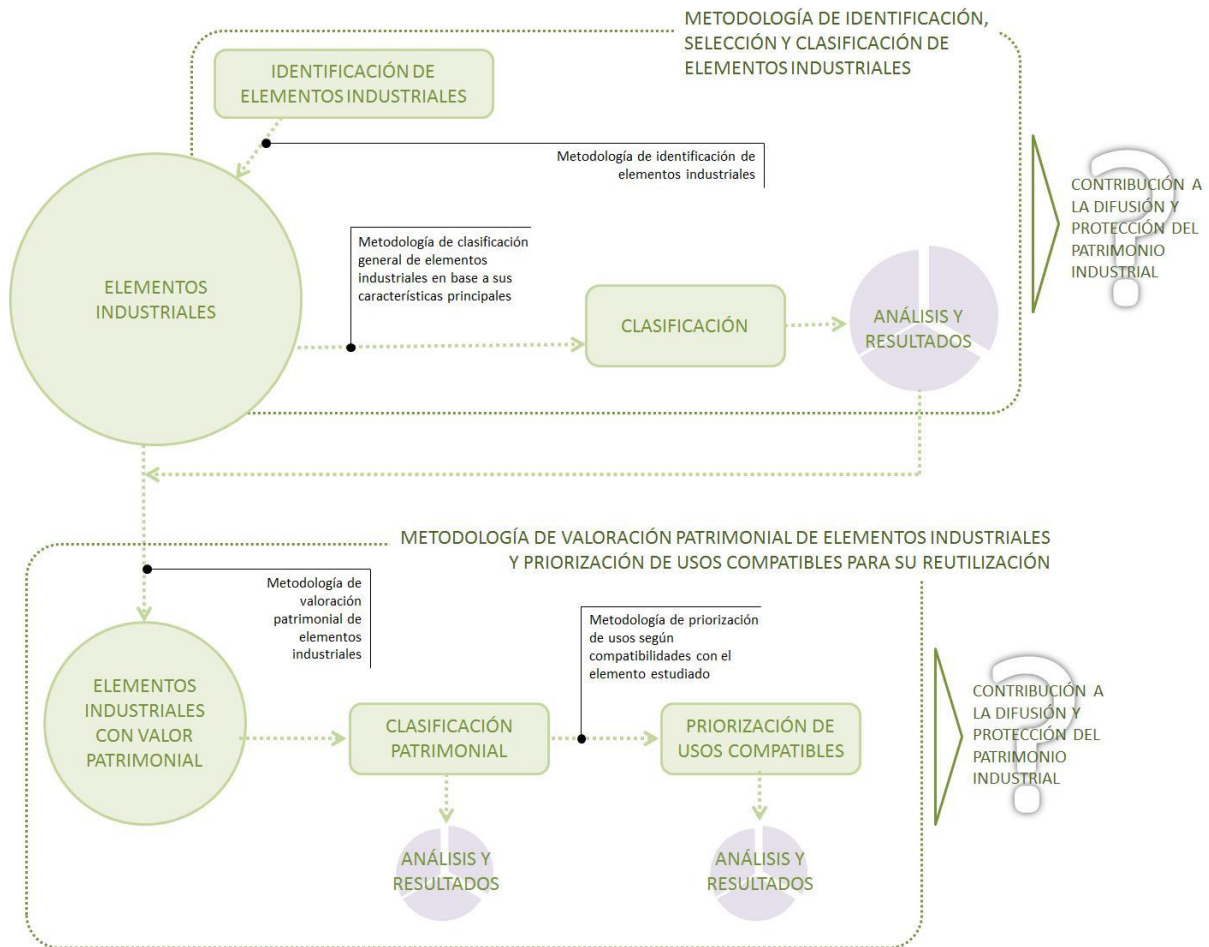 METODOLOGÍA DE IDENTIFICACIÓN,
SELECCIÓN Y CLASIFICACIÓN DE
ELEMENTOS INDUSTRIALES
IDENTIFICACIÓN DE
ELEMENTOS INDUSTRIALES
Metodología de identificación de
elementos industriales
ELEMENTOS
INDUSTRIALES
Metodología de clasificación
general de elementos
industriales en base a sus
características principales
CLASIFICACIÓN
ANÁLISIS Y
RESULTADOS
?
CONTRIBUCIÓN A
LA DIFUSIÓN Y
PROTECCIÓN DEL
PATRIMONIO
INDUSTRIAL
METODOLOGÍA DE VALORACIÓN PATRIMONIAL DE ELEMENTOS INDUSTRIALES
Y PRIORIZACIÓN DE USOS COMPATIBLES PARA SU REUTILIZACIÓN
Metodología de
valoración
patrimonial de
elementos
industriales
Metodología de priorización
de usos según
compatibilidades con el
elemento estudiado
ELEMENTOS
INDUSTRIALES
CON VALOR
PATRIMONIAL
CLASIFICACIÓN
PATRIMONIAL
PRIORIZACIÓN DE
USOS COMPATIBLES
ANÁLISIS Y
RESULTADOS
ANÁLISIS Y
RESULTADOS
?
CONTRIBUCIÓN A
LA DIFUSIÓN Y
PROTECCIÓN DEL
PATRIMONIO
INDUSTRIAL